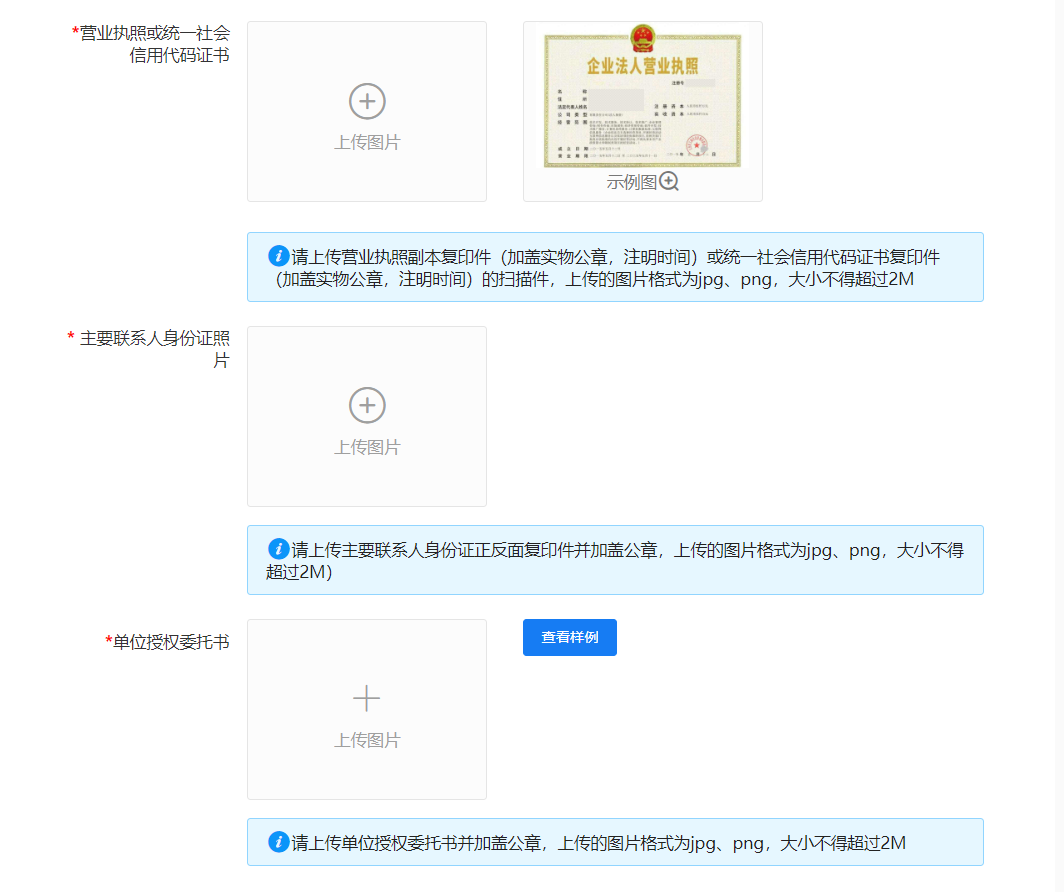 *营业执照或统一社会
信用代码证书
上传图片
企业法人营业执照
注册号
示例图
请上传营业执照副本复印件（加盖实物公章，注明时间）或统一社会信用代码证书复印件
（加盖实物公章，注明时间）的扫描件，上传的图片格式为jpg、png，大小不得超过2M
* 主要联系人身份证照
片
上传图片
请上传主要联系人身份证正反面复印件并加盖公章，上传的图片格式为jpg、png，大小不得
超过2M）
*单位授权委托书
上传图片
查看样例
请上传单位授权委托书并加盖公章，上传的图片格式为jpg、png，大小不得超过2M